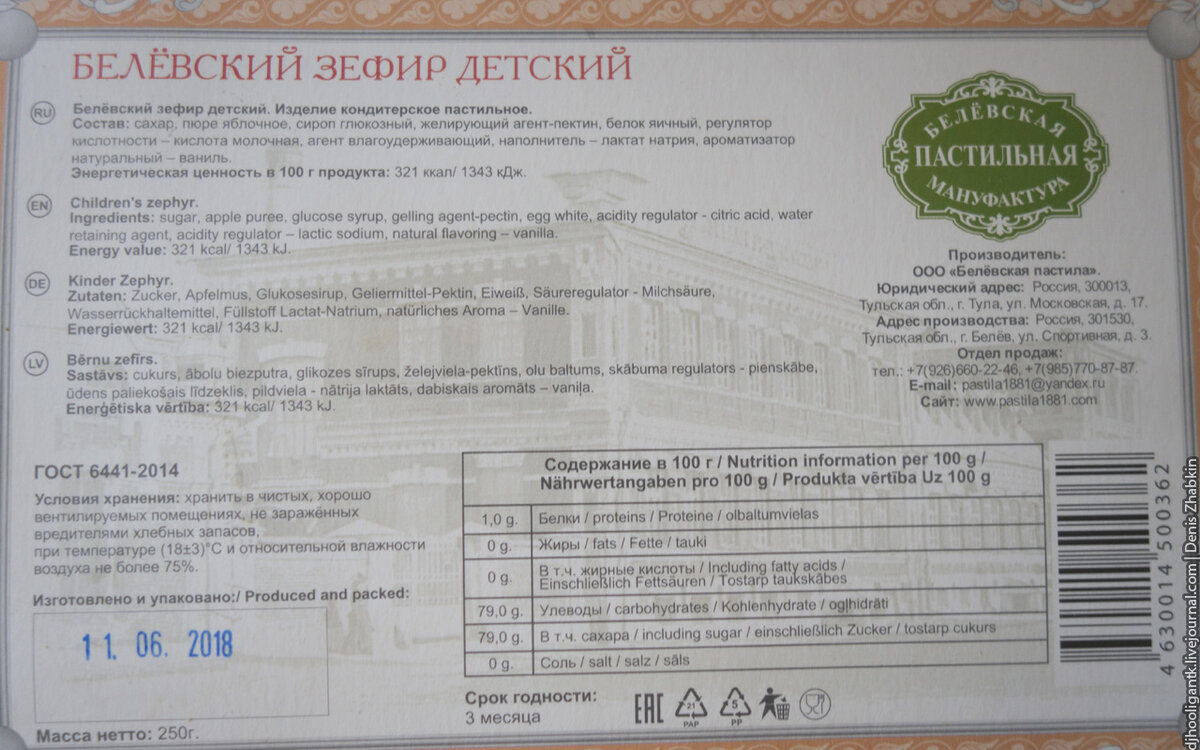 БЕЛЁВСКИЙ ЗЕФИР ДЕТСКИЙ
RU
Белёвский зефир детский. Изделие кондитерское пастильное.
Состав: сахар, пюре яблочное, сироп глюкозный, желирующий агент-пектин, белок яичный, регулятор
кислотности – кислота молочная, агент влагоудерживающий, наполнитель – лактат натрия, ароматизатор
натуральный – ваниль.
Энергетическая ценность в 100 г продукта: 321 ккал/ 1343 кДж.
EN
Children's zephyr.
Ingredients: sugar, apple puree, glucose syrup, gelling agent-pectin, egg white, acidity regulator - citric acid, water
retaining agent, acidity regulator – lactic sodium, natural flavoring – vanilla.
Energy value: 321 kcal/ 1343 kJ.
DE
Kinder Zephyr.
Zutaten: Zucker, Apfelmus, Glukosesirup, Geliermittel-Pektin, Eiweiß, Säureregulator - Milchsäure,
Wasserrückhaltemittel, Füllstoff Lactat-Natrium, natürliches Aroma – Vanille.
Energiewert: 321 kcal/ 1343 kJ.
LV
Bērnu zefīrs.
Sastāvs: cukurs, ābolu biezputra, glikozes sīrups, želejviela-pektīns, olu baltums, skābuma regulators - pienskābe,
ūdens paliekošais līdzeklis, pildviela - nātrija laktāts, dabiskais aromāts – vaniļa.
Enerģētiska vērtība: 321 kcal/ 1343 kJ.
БЕЛЁВСКАЯ
ПАСТИЛЬНАЯ
МАНУФАКТУРА
Производитель:
ООО «Белёвская пастила».
Юридический адрес: Россия, 300013,
Тульская обл., г. Тула, ул. Московская, д. 17.
Адрес производства: Россия, 301530,
Тульская обл., г. Белёв, ул. Спортивная, д. 3.
Отдел продаж:
тел.: +7(926)660-22-46, +7(985)770-87-87.
E-mail: pastila1881@yandex.ru
Сайт: www.pastila1881.com
ГОСТ 6441-2014
Условия хранения: хранить в чистых, хорошо
вентилируемых помещениях, не заражённых
вредителями хлебных запасов,
при температуре (18±3)°С и относительной влажности
воздуха не более 75%.
Изготовлено и упаковано:/ Produced and packed:
11. 06. 2018
Масса нетто: 250г.
Содержание в 100 г / Nutrition information per 100 g /
Nährwertangaben pro 100 g / Produkta vērtība Uz 100 g
1,0 g. Белки / proteins / Proteine / olbaltumvielas
0 g. Жиры / fats / Fette / tauki
0 g. В т.ч. жирные кислоты / Including fatty acids /
Einschließlich Fettsäuren / Tostarp taukskābes
79,0 g. Улеводы / carbohydrates / Kohlenhydrate / ogļhidrāti
79,0 g. В т.ч. сахара / including sugar / einschließlich Zucker / tostarp cukurs
0 g. Соль / salt / salz / sāls
Срок годности:
3 месяца
EAC
21
PAP
5
PP
4 630014 500362
jihooligantk.livejournal.com | Denis Zhabkin